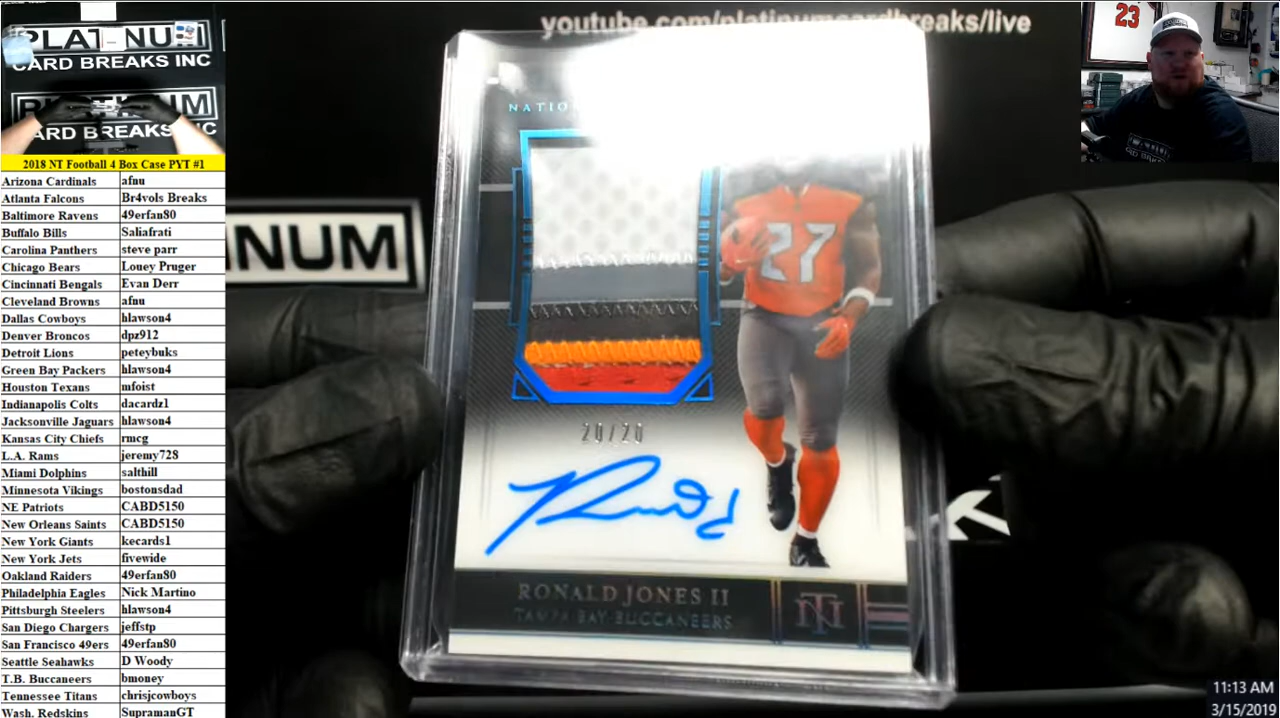 youtube.com/platinumcardbreaks/live
PLATINUM
CARD BREAKS INC
PLATINUM
CARD BREAKS INC
2018 NT Football 4 Box Case PYT #1
Arizona Cardinals afnu
Atlanta Falcons Br4vols Breaks
Baltimore Ravens 49erfan80
Buffalo Bills Saliafrati
Carolina Panthers steve parr
Chicago Bears Louey Pruger
Cincinnati Bengals Evan Derr
Cleveland Browns afnu
Dallas Cowboys hlawson4
Denver Broncos dpz912
Detroit Lions peteybuks
Green Bay Packers hlawson4
Houston Texans mfoist
Indianapolis Colts dacardz1
Jacksonville Jaguars hlawson4
Kansas City Chiefs rmcg
L.A. Rams jeremy728
Miami Dolphins salthill
Minnesota Vikings bostonsdad
NE Patriots CABD5150
New Orleans Saints CABD5150
New York Giants kecards1
New York Jets fivewide
Oakland Raiders 49erfan80
Philadelphia Eagles Nick Martino
Pittsburgh Steelers hlawson4
San Diego Chargers jeffstp
San Francisco 49ers 49erfan80
Seattle Seahawks D Woody
T.B. Buccaneers bmoney
Tennessee Titans chrisjcowboys
Wash. Redskins SupramanGT
23
NATIO
INUM
27
20/20
RONALD JONES II
TAMPA BAY BUCCANEERS
NT
11:13 AM
3/15/2019